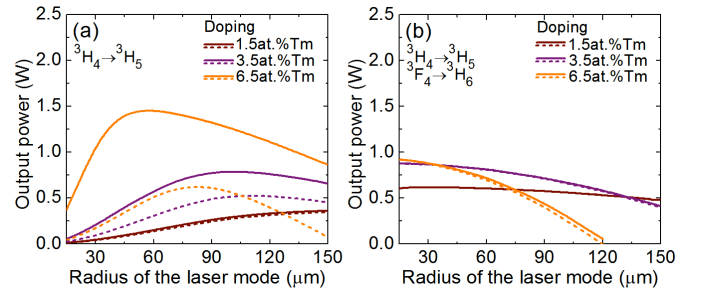 (a)
³H₄→³H₅
Doping
1.5at.%Tm
3.5at.%Tm
6.5at.%Tm
Output power (W)
2.5
2.0
1.5
1.0
0.5
0.0
30 60 90 120 150
Radius of the laser mode (μm)
(b)
³H₄→³H₅
³F₄→³H₆
Doping
1.5at.%Tm
3.5at.%Tm
6.5at.%Tm
Output power (W)
2.5
2.0
1.5
1.0
0.5
0.0
30 60 90 120 150
Radius of the laser mode (μm)